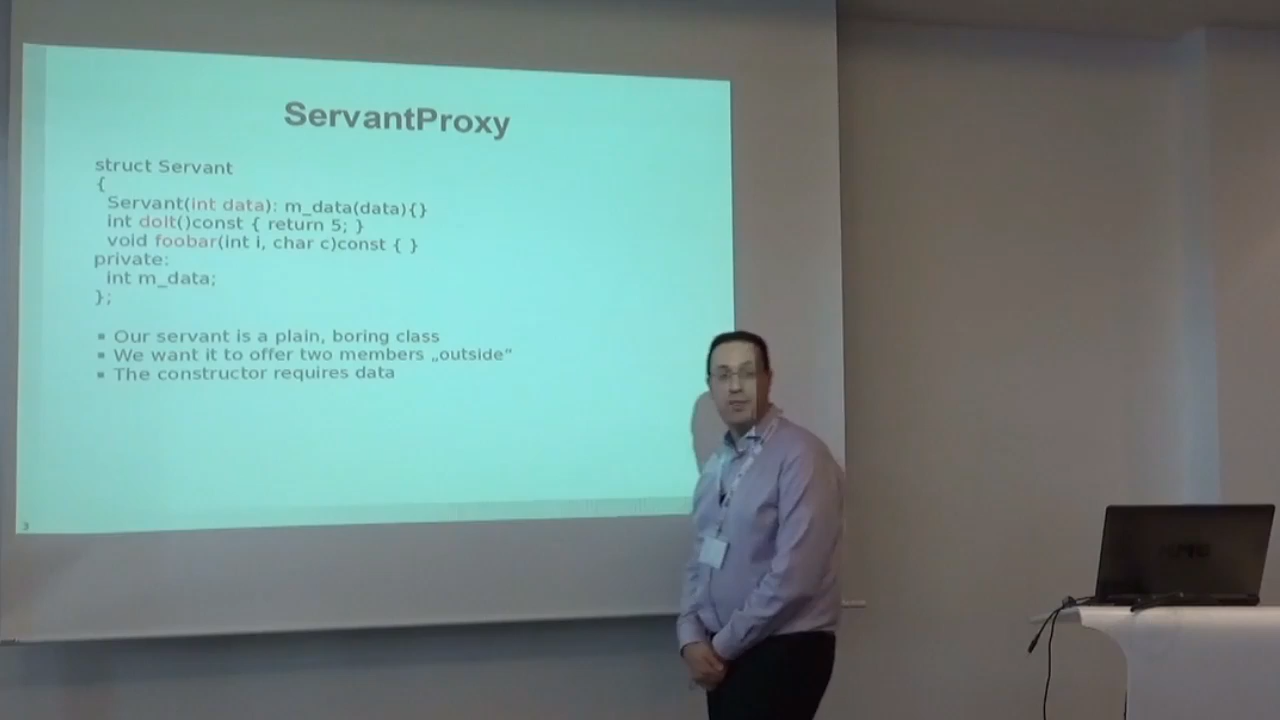 ServantProxy
struct Servant
{
Servant(int data): m_data(data){}
int doIt()const { return 5; }
void foobar(int i, char c)const { }
private:
int m_data;
};
▪ Our servant is a plain, boring class
▪ We want it to offer two members „outside“
▪ The constructor requires data
3